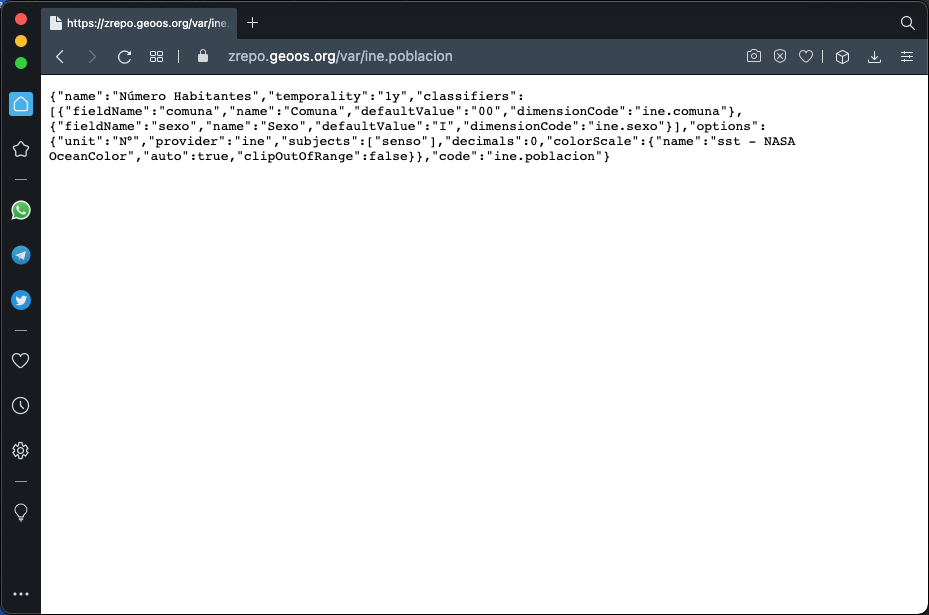 https://zrepo.geoos.org/var/ine.
zrepo.geoos.org/var/ine.poblacion
{"name":"Número Habitantes","temporality":"1y","classifiers":
[{"fieldName":"comuna","name":"Comuna","defaultValue":"00","dimensionCode":"ine.comuna"},
{"fieldName":"sexo","name":"Sexo","defaultValue":"I","dimensionCode":"ine.sexo"}],"options":
{"unit":"Nº","provider":"ine","subjects":["senso"],"decimals":0,"colorScale":{"name":"sst - NASA
OceanColor","auto":true,"clipOutOfRange":false}},"code":"ine.poblacion"}